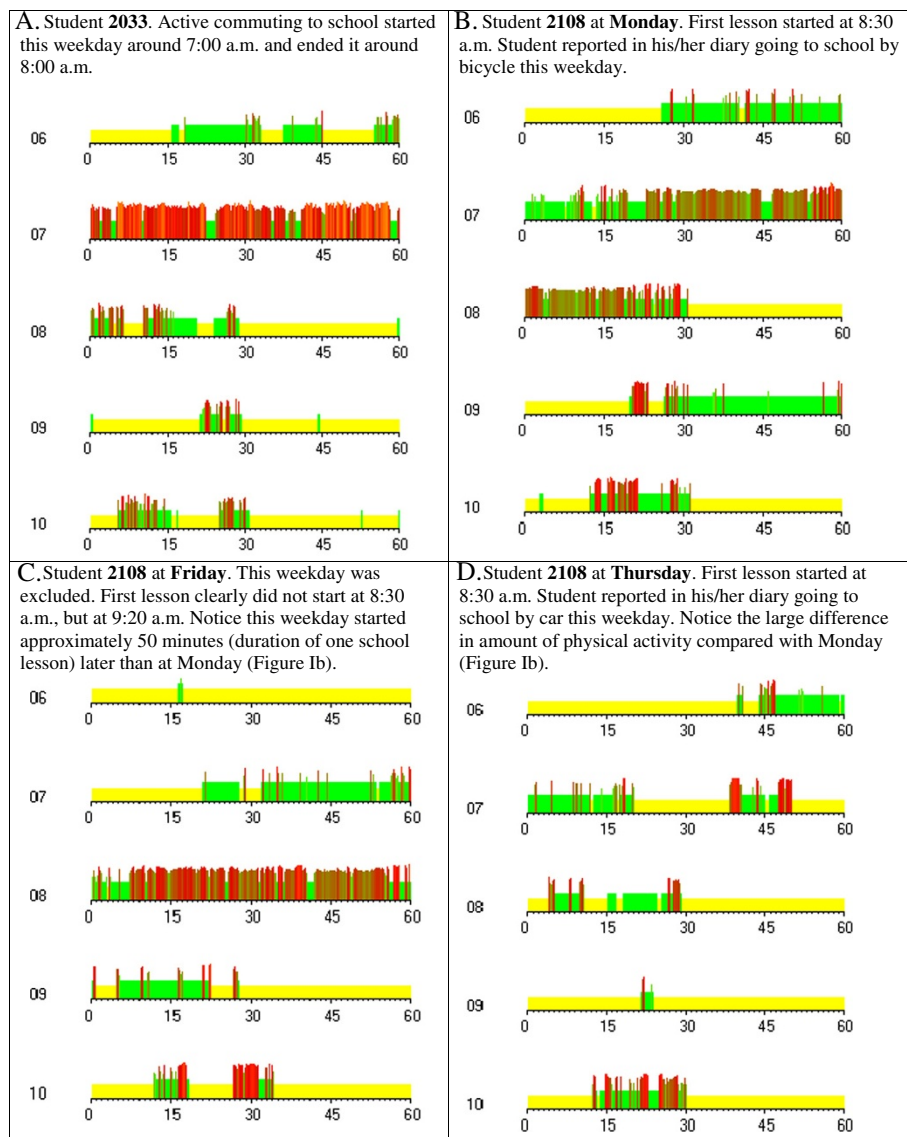 A. Student 2033. Active commuting to school started
this weekday around 7:00 a.m. and ended it around
8:00 a.m.
06
0 15 30 45 60
07
0 15 30 45 60
08
0 15 30 45 60
09
0 15 30 45 60
10
0 15 30 45 60
B. Student 2108 at Monday. First lesson started at 8:30
a.m. Student reported in his/her diary going to school by
bicycle this weekday.
06
0 15 30 45 60
07
0 15 30 45 60
08
0 15 30 45 60
09
0 15 30 45 60
10
0 15 30 45 60
C. Student 2108 at Friday. This weekday was
excluded. First lesson clearly did not start at 8:30
a.m., but at 9:20 a.m. Notice this weekday started
approximately 50 minutes (duration of one school
lesson) later than at Monday (Figure Ib).
06
0 15 30 45 60
07
0 15 30 45 60
08
0 15 30 45 60
09
0 15 30 45 60
10
0 15 30 45 60
D. Student 2108 at Thursday. First lesson started at
8:30 a.m. Student reported in his/her diary going to
school by car this weekday. Notice the large difference
in amount of physical activity compared with Monday
(Figure Ib).
06
0 15 30 45 60
07
0 15 30 45 60
08
0 15 30 45 60
09
0 15 30 45 60
10
0 15 30 45 60